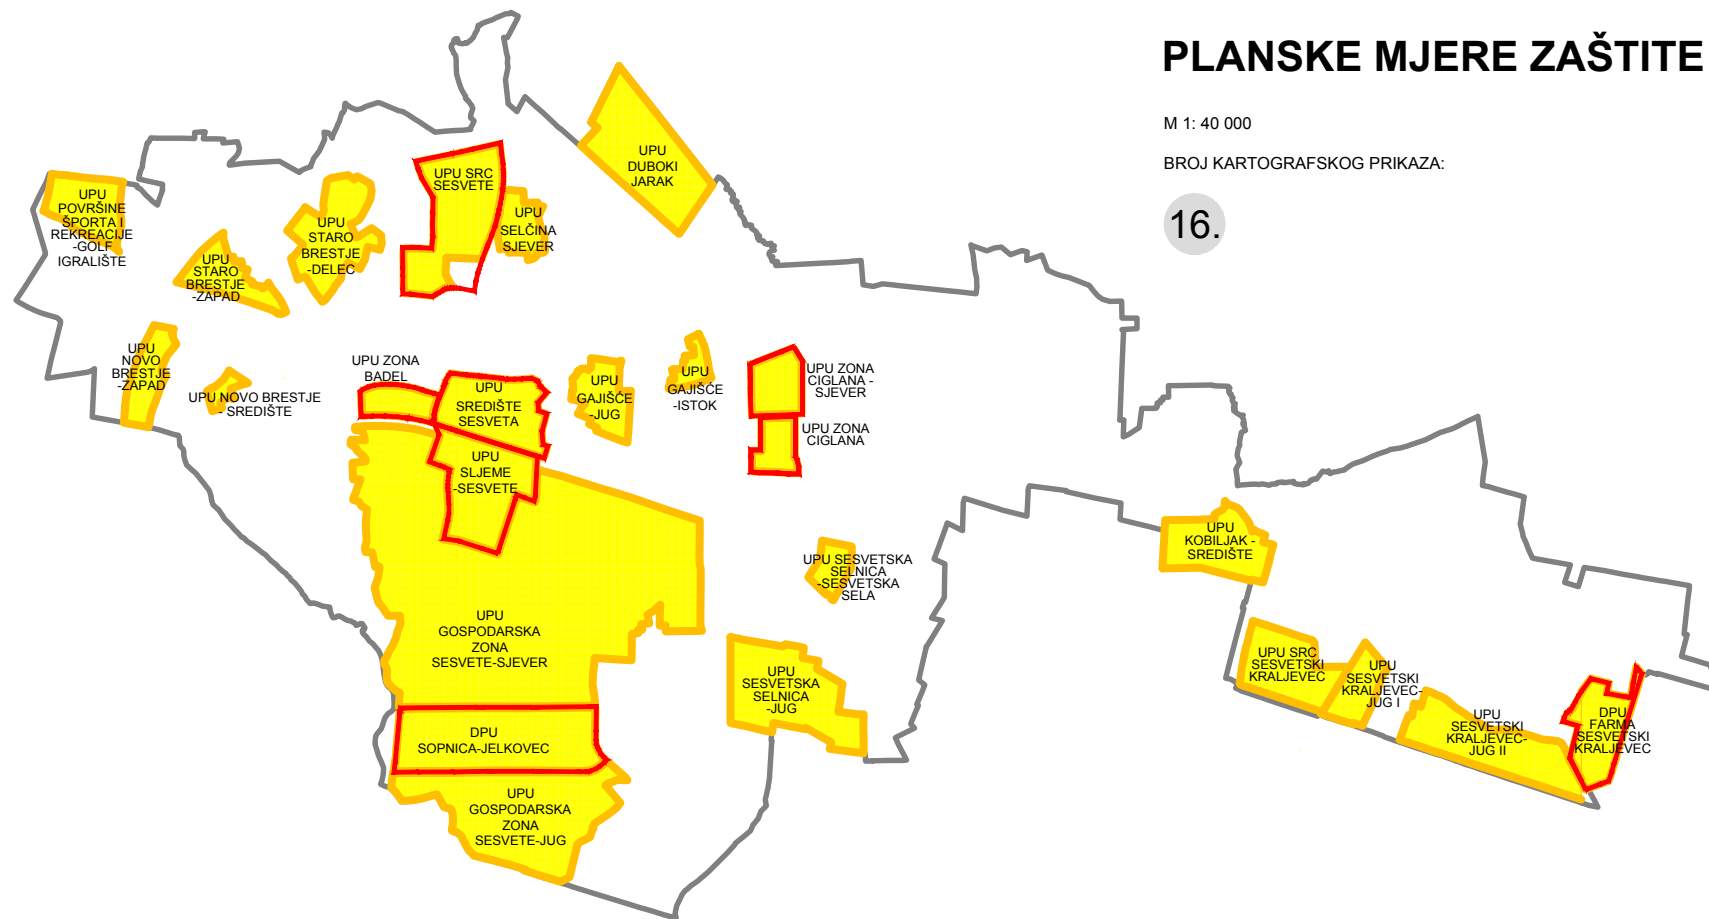 PLANSKE MJERE ZAŠTITE
M 1: 40 000
BROJ KARTOGRAFSKOG PRIKAZA:
16.
UPU
DUBOKI
JARAK
UPU SRC
SESVETE
UPU
SELČINA
SJEVER
UPU
POVRŠINE
ŠPORTA I
REKREACIJE
-GOLF
IGRALIŠTE
UPU
STARO
BRESTJE
-DELEC
UPU
STARO
BRESTJE
-ZAPAD
UPU
NOVO
BRESTJE
-ZAPAD
UPU NOVO BRESTJE
- SREDIŠTE
UPU ZONA
BADEL
UPU
SREDIŠTE
SESVETA
UPU
GAJIŠĆE
-JUG
UPU
GAJIŠĆE
-ISTOK
UPU ZONA
CIGLANA -
SJEVER
UPU ZONA
CIGLANA
UPU
SLJEME
-SESVETE
UPU SESVETSKA
SELNICA
-SESVETSKA
SELA
UPU
KOBILJAK -
SREDIŠTE
UPU
GOSPODARSKA
ZONA
SESVETE-SJEVER
UPU
SESVETSKA
SELNICA
-JUG
UPU SRC
SESVETSKI
KRALJEVEC
UPU
SESVETSKI
KRALJEVEC-
JUG I
UPU
SESVETSKI
KRALJEVEC-
JUG II
DPU
FARMA
SESVETSKI
KRALJEVEC
DPU
SOPNICA-JELKOVEC
UPU
GOSPODARSKA
ZONA
SESVETE-JUG